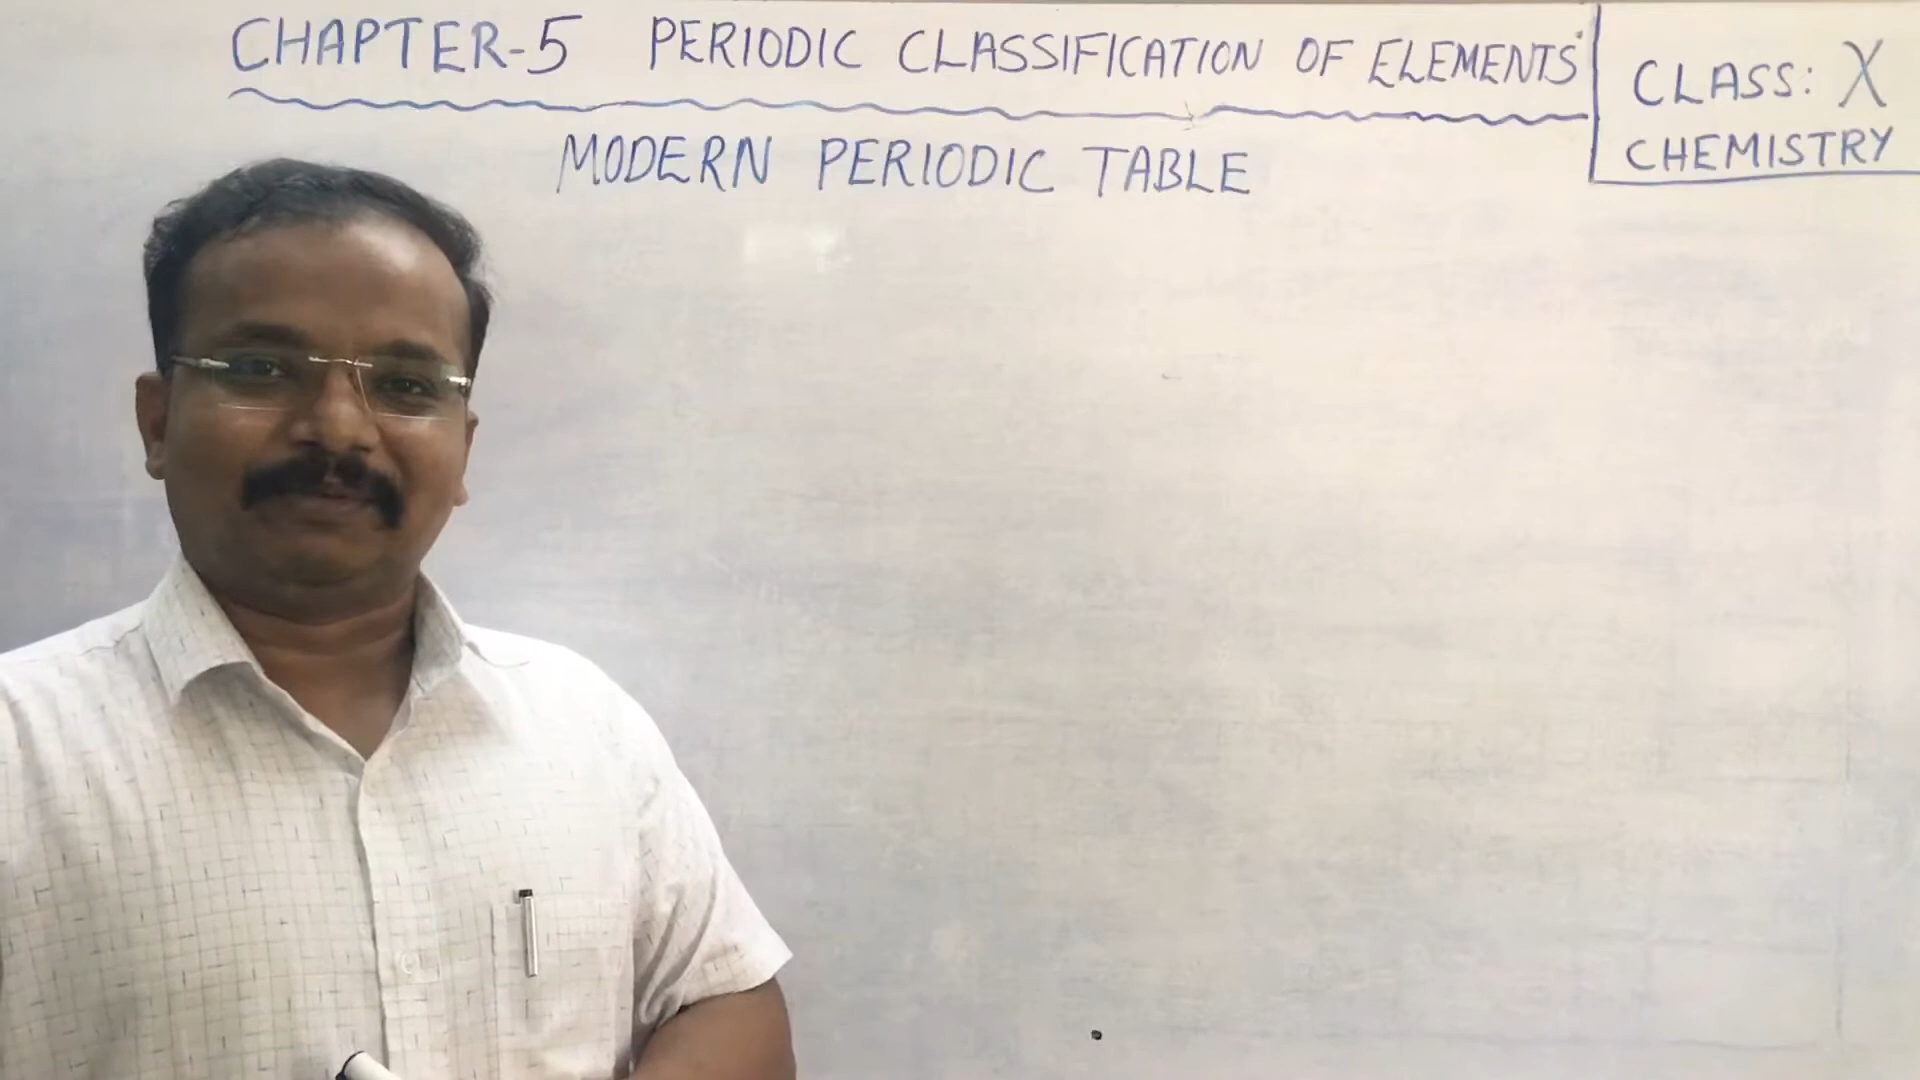 CHAPTER-5 PERIODIC CLASSIFICATION OF ELEMENTS
MODERN PERIODIC TABLE
CLASS: X
CHEMISTRY